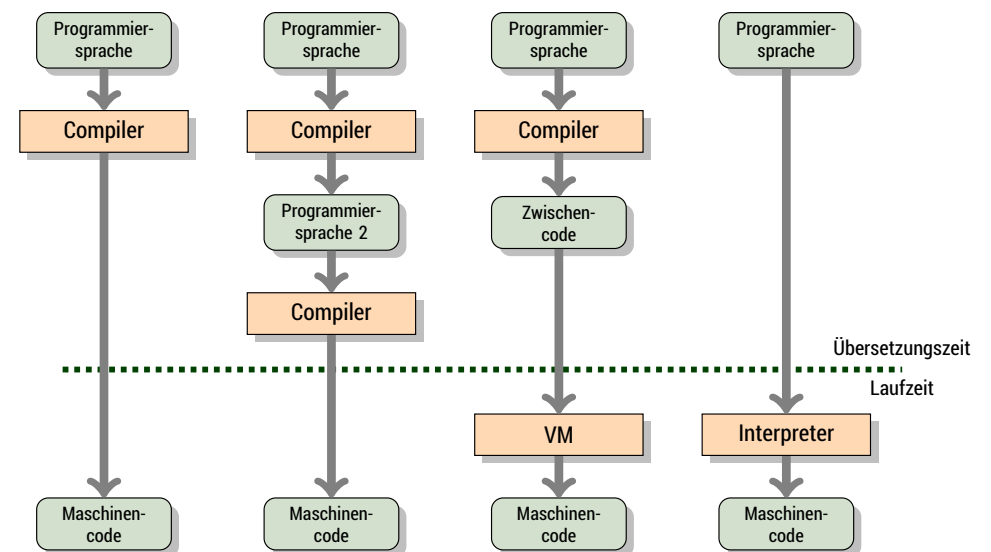 Programmier-
sprache
Programmier-
sprache
Programmier-
sprache
Programmier-
sprache
Compiler
Compiler
Compiler
Programmier-
sprache 2
Zwischen-
code
Compiler
Übersetzungszeit
Laufzeit
VM
Interpreter
Maschinen-
code
Maschinen-
code
Maschinen-
code
Maschinen-
code